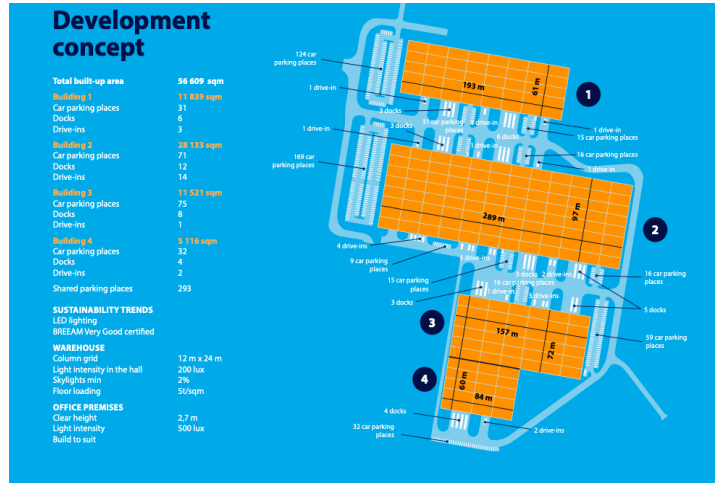 Development
concept
Total built-up area 56 609 sqm
Building 1 11 839 sqm
Car parking places 31
Docks 6
Drive-ins 3
Building 2 28 133 sqm
Car parking places 71
Docks 12
Drive-ins 14
Building 3 11 521 sqm
Car parking places 75
Docks 8
Drive-ins 1
Building 4 5 116 sqm
Car parking places 32
Docks 4
Drive-ins 2
Shared parking places 293
SUSTAINABILITY TRENDS
LED lighting
BREEAM Very Good certified
WAREHOUSE
Column grid 12 m x 24 m
Light intensity in the hall 200 lux
Skylights min 2%
Floor loading 5t/sqm
OFFICE PREMISES
Clear height 2,7 m
Light intensity 500 lux
Build to suit
124 car
parking places
1 drive-in
193 m
61 m
1
3 docks
31 car parking
places
drive-in
6 docks
1 drive-in
15 car parking places
1 drive-in
3 docks
1 drive-in
16 car parking places
1 drive-in
169 car
parking places
289 m
97 m
2
4 drive-ins
9 car parking
places
5 drive-ins
15 car parking
places
3 docks
2 drive-ins
16 car parking
places
3 docks
16 car parking places
1 drive-in
5 drive-ins
5 docks
3
157 m
72 m
59 car parking
places
4
60 m
84 m
4 docks
32 car parking
places
2 drive-ins